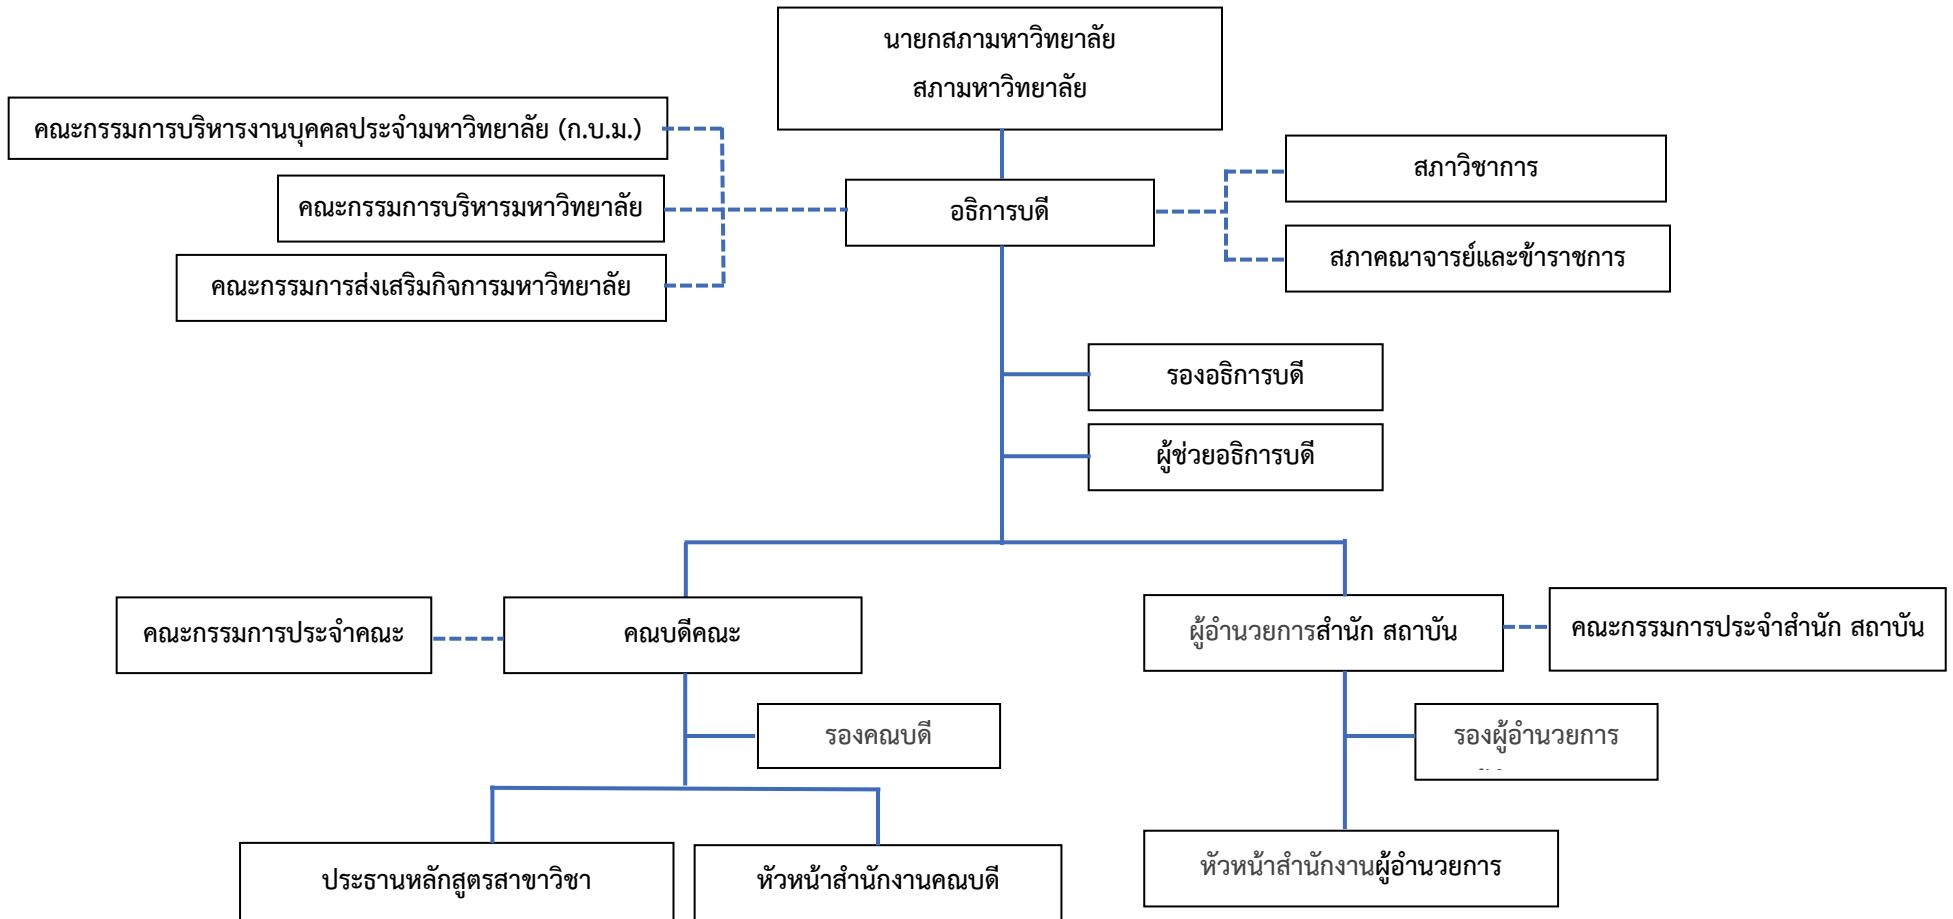 นายกสภามหาวิทยาลัย
สภามหาวิทยาลัย
คณะกรรมการบริหารงานบุคคลประจำมหาวิทยาลัย (ก.บ.ม.)
สภาวิชาการ
คณะกรรมการบริหารมหาวิทยาลัย
อธิการบดี
สภาคณาจารย์และข้าราชการ
คณะกรรมการส่งเสริมกิจการมหาวิทยาลัย
รองอธิการบดี
ผู้ช่วยอธิการบดี
คณะกรรมการประจำคณะ
คณบดีคณะ
ผู้อำนวยการสำนัก สถาบัน
คณะกรรมการประจำสำนัก สถาบัน
รองคณบดี
รองผู้อำนวยการ
ประธานหลักสูตรสาขาวิชา
หัวหน้าสำนักงานคณบดี
หัวหน้าสำนักงานผู้อำนวยการ